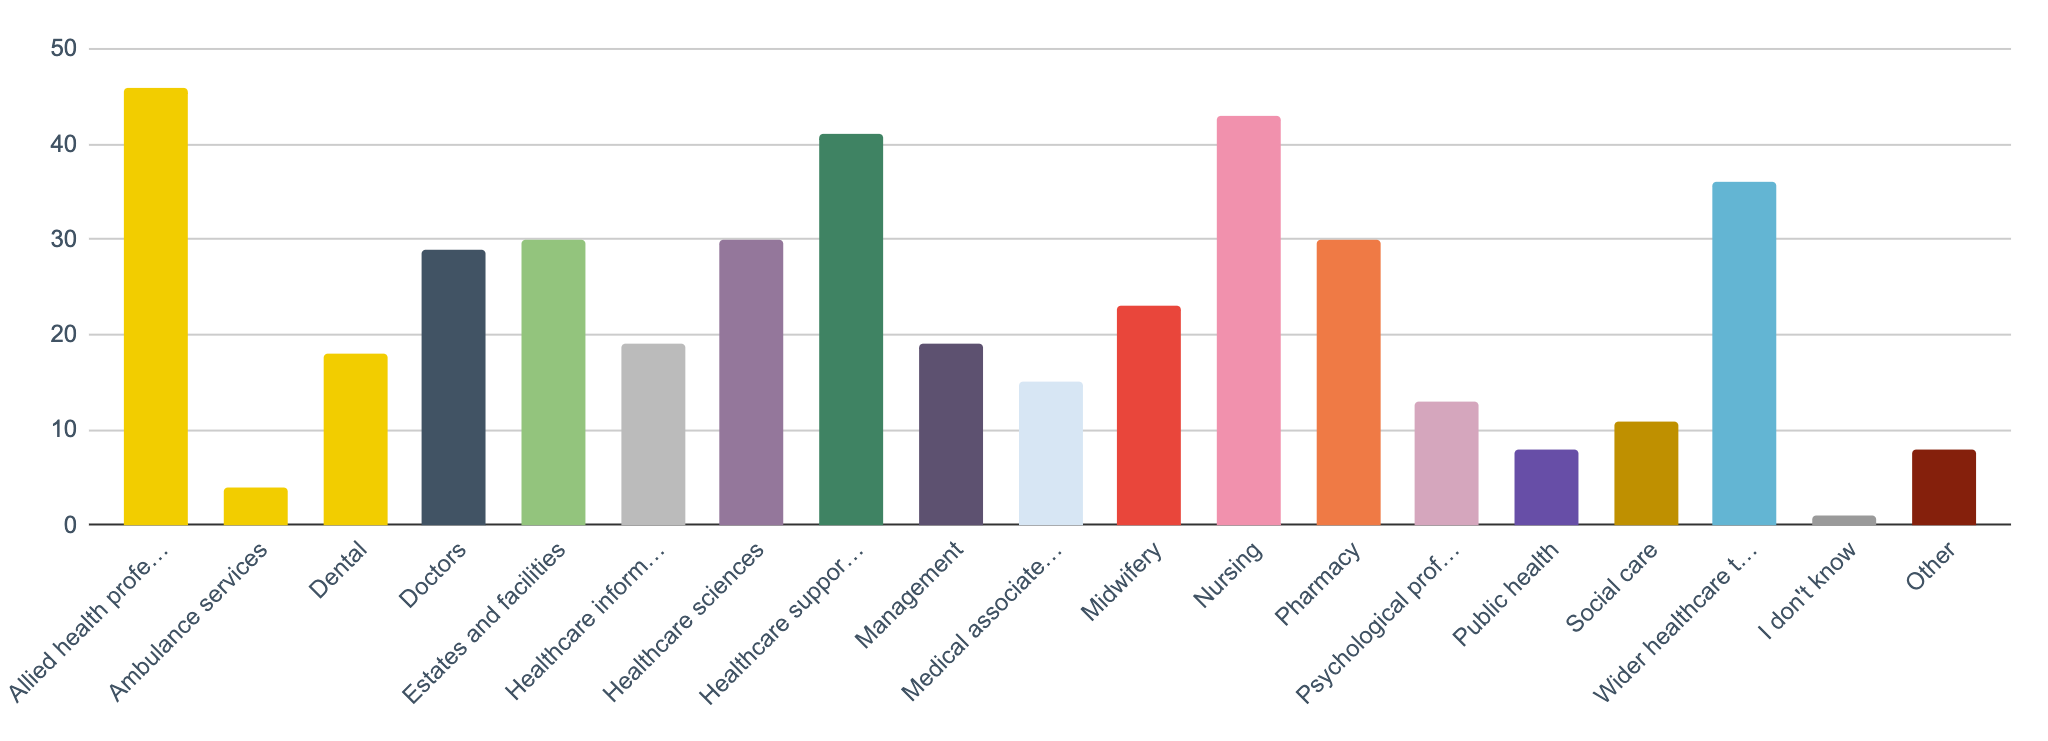 50
40
30
20
10
0
Allied health profe…
Ambulance services
Dental
Doctors
Estates and facilities
Healthcare inform…
Healthcare sciences
Healthcare suppor…
Management
Medical associate…
Midwifery
Nursing
Pharmacy
Psychological prof…
Public health
Social care
Wider healthcare t…
I don't know
Other